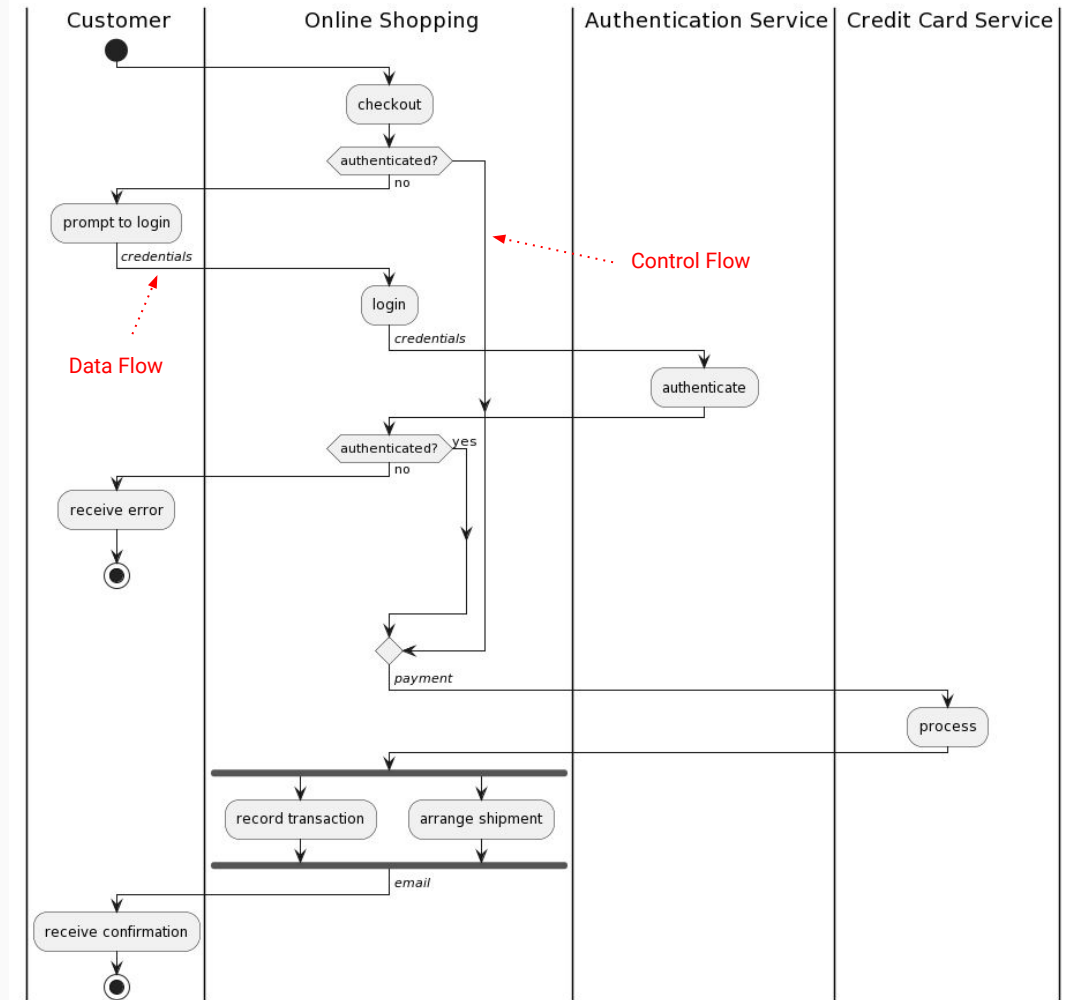 Customer
Online Shopping
Authentication Service
Credit Card Service
checkout
authenticated?
no
prompt to login
credentials
Control Flow
login
credentials
Data Flow
authenticate
authenticated?
yes
no
receive error
payment
process
record transaction
arrange shipment
email
receive confirmation